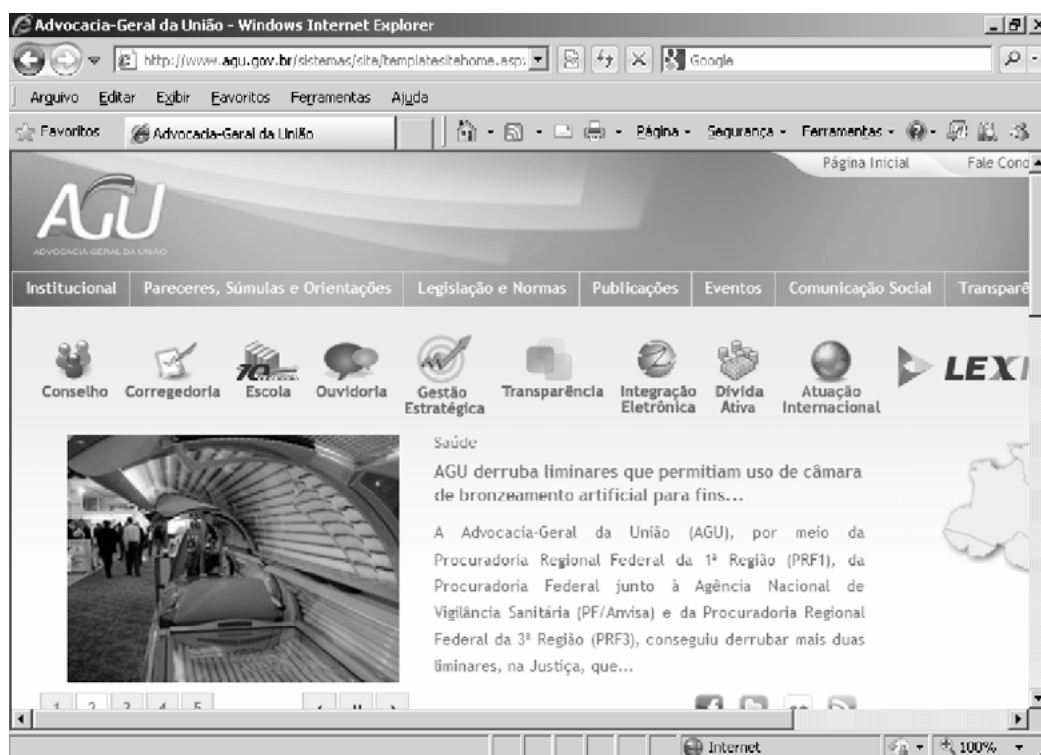 Advocacia-Geral da União - Windows Internet Explorer
http://www.agu.gov.br/sistemas/site/templatesitehome.asp
Google
Arquivo Editar Exibir Favoritos Ferramentas Ajuda
Favoritos Advocacia-Geral da União Página Segurança Ferramentas
Página Inicial Fale Cono
AGU
ADVOCACIA-GERAL DA UNIÃO
Institucional Pareceres, Súmulas e Orientações Legislação e Normas Publicações Eventos Comunicação Social Transparê
Conselho Corregedoria Escola Ouvidoria Gestão Estratégica Transparência Integração Eletrônica Dívida Ativa Atuação Internacional LEXI
Saúde
AGU derruba liminares que permitiam uso de câmara
de bronzeamento artificial para fins...
A Advocacia-Geral da União (AGU), por meio da
Procuradoria Regional Federal da 1ª Região (PRF1), da
Procuradoria Federal junto à Agência Nacional de
Vigilância Sanitária (PF/Anvisa) e da Procuradoria Regional
Federal da 3ª Região (PRF3), conseguiu derrubar mais duas
liminares, na Justiça, que...
1 2 3 4 5
Internet 100%